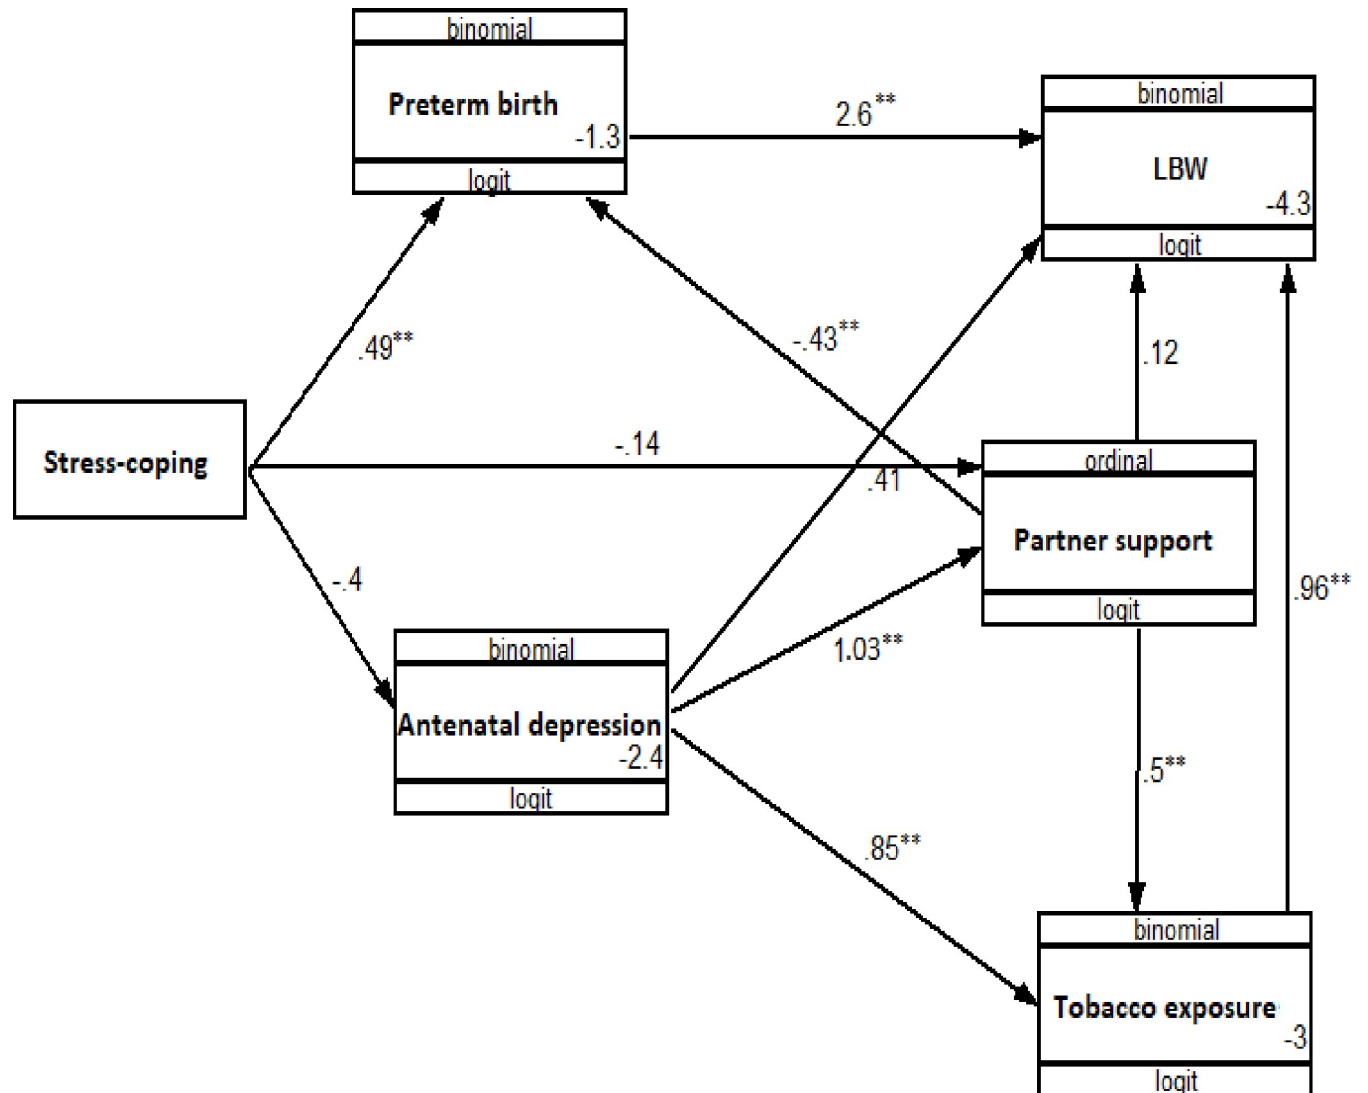 binomial
Preterm birth
-1.3
logit
2.6**
binomial
LBW
-4.3
logit
.49**
-.43**
.12
Stress-coping
-.14
.41
ordinal
Partner support
logit
-.4
1.03**
.96**
binomial
Antenatal depression
-2.4
logit
.5**
.85**
binomial
Tobacco exposure
-3
logit